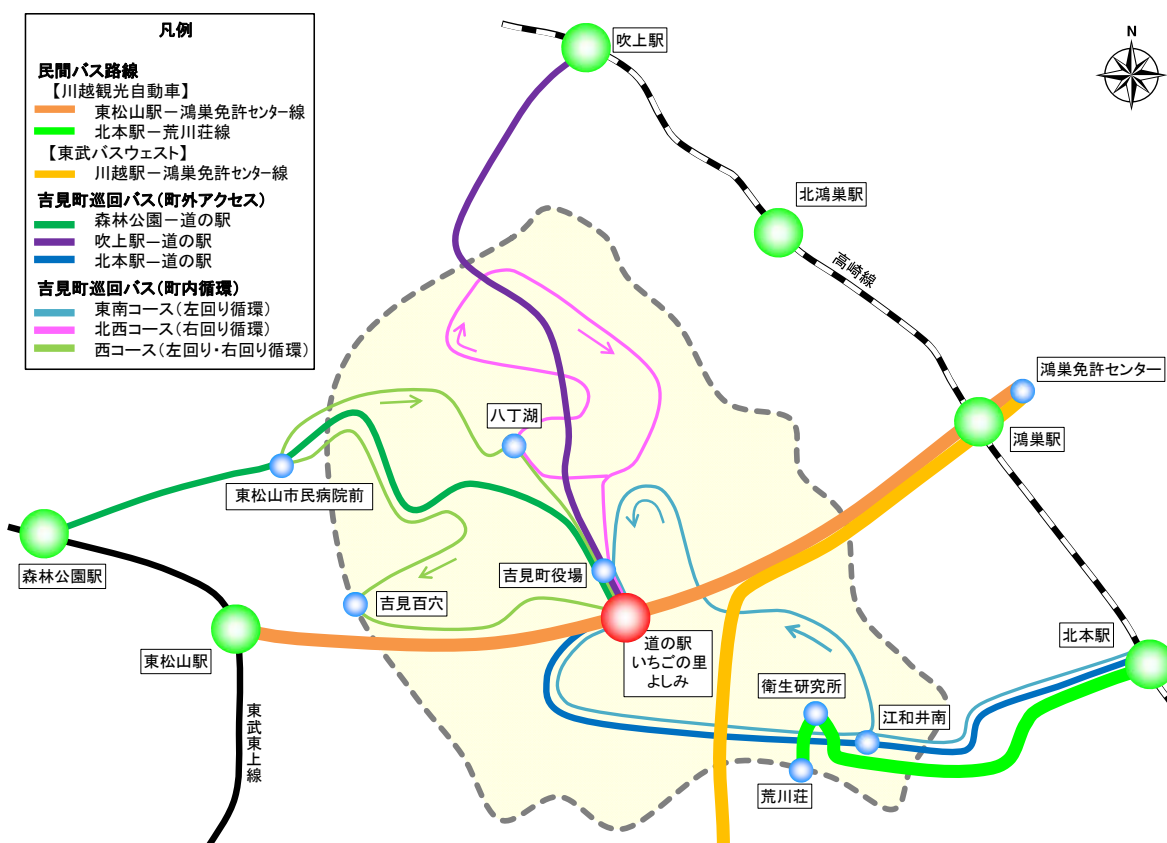 凡例
民間バス路線
【川越観光自動車】
東松山駅－鴻巣免許センター線
北本駅－荒川荘線
【東武バスウェスト】
川越駅－鴻巣免許センター線
吉見町巡回バス(町外アクセス)
森林公園－道の駅
吹上駅－道の駅
北本駅－道の駅
吉見町巡回バス(町内循環)
東南コース(左回り循環)
北西コース(右回り循環)
西コース(左回り・右回り循環)
吹上駅
N
北鴻巣駅
高崎線
鴻巣免許センター
鴻巣駅
八丁湖
東松山市民病院前
森林公園駅
吉見町役場
吉見百穴
東松山駅
道の駅
いちごの里
よしみ
北本駅
衛生研究所
江和井南
荒川荘
東武東上線